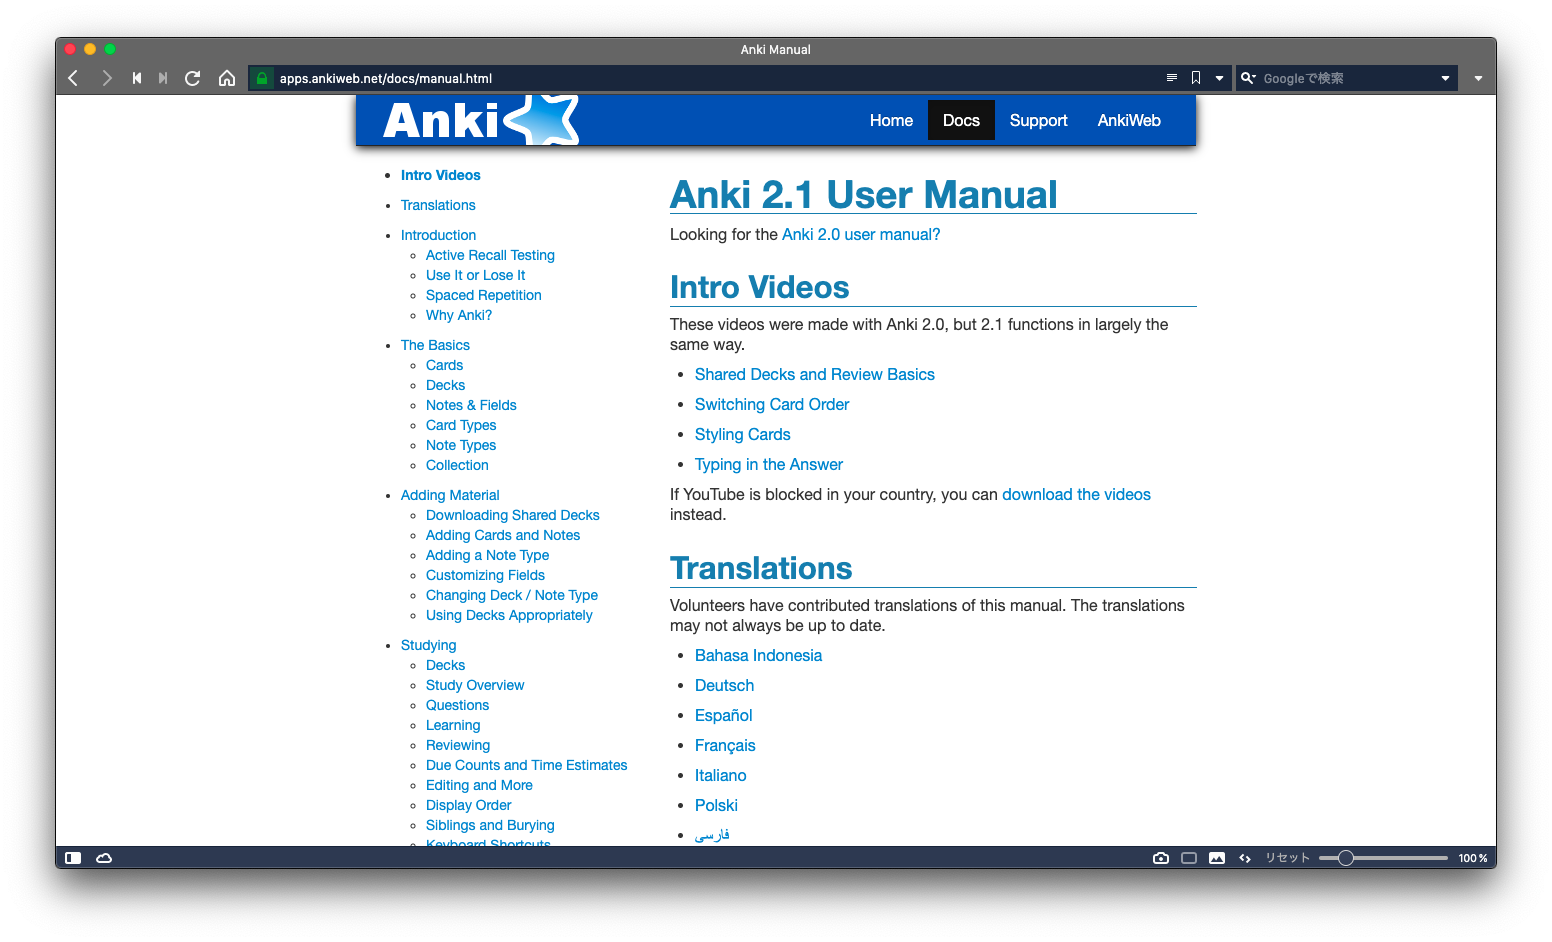 Anki Manual
apps.ankiweb.net/docs/manual.html
Googleで検索
Anki
Home
Docs
Support
AnkiWeb
Intro Videos
Translations
Introduction
Active Recall Testing
Use It or Lose It
Spaced Repetition
Why Anki?
The Basics
Cards
Decks
Notes & Fields
Card Types
Note Types
Collection
Adding Material
Downloading Shared Decks
Adding Cards and Notes
Adding a Note Type
Customizing Fields
Changing Deck / Note Type
Using Decks Appropriately
Studying
Decks
Study Overview
Questions
Learning
Reviewing
Due Counts and Time Estimates
Editing and More
Display Order
Siblings and Burying
Keyboard Shortcuts
Anki 2.1 User Manual
Looking for the Anki 2.0 user manual?
Intro Videos
These videos were made with Anki 2.0, but 2.1 functions in largely the
same way.
Shared Decks and Review Basics
Switching Card Order
Styling Cards
Typing in the Answer
If YouTube is blocked in your country, you can download the videos
instead.
Translations
Volunteers have contributed translations of this manual. The translations
may not always be up to date.
Bahasa Indonesia
Deutsch
Español
Français
Italiano
Polski
فارسی
リセット
100 %